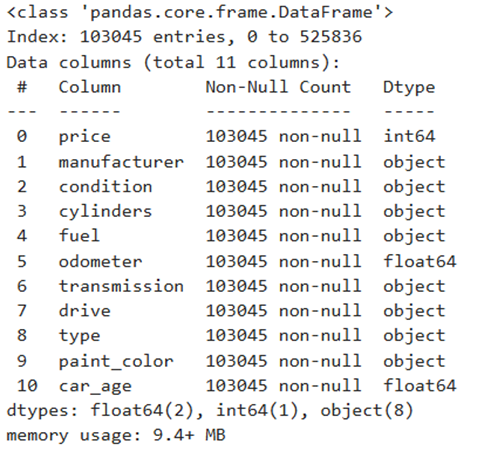 <class 'pandas.core.frame.DataFrame'>
Index: 103045 entries, 0 to 525836
Data columns (total 11 columns):
 #   Column        Non-Null Count   Dtype
---  ------        --------------   -----
 0   price         103045 non-null  int64
 1   manufacturer  103045 non-null  object
 2   condition     103045 non-null  object
 3   cylinders     103045 non-null  object
 4   fuel          103045 non-null  object
 5   odometer      103045 non-null  float64
 6   transmission  103045 non-null  object
 7   drive         103045 non-null  object
 8   type          103045 non-null  object
 9   paint_color   103045 non-null  object
 10  car_age       103045 non-null  float64
dtypes: float64(2), int64(1), object(8)
memory usage: 9.4+ MB